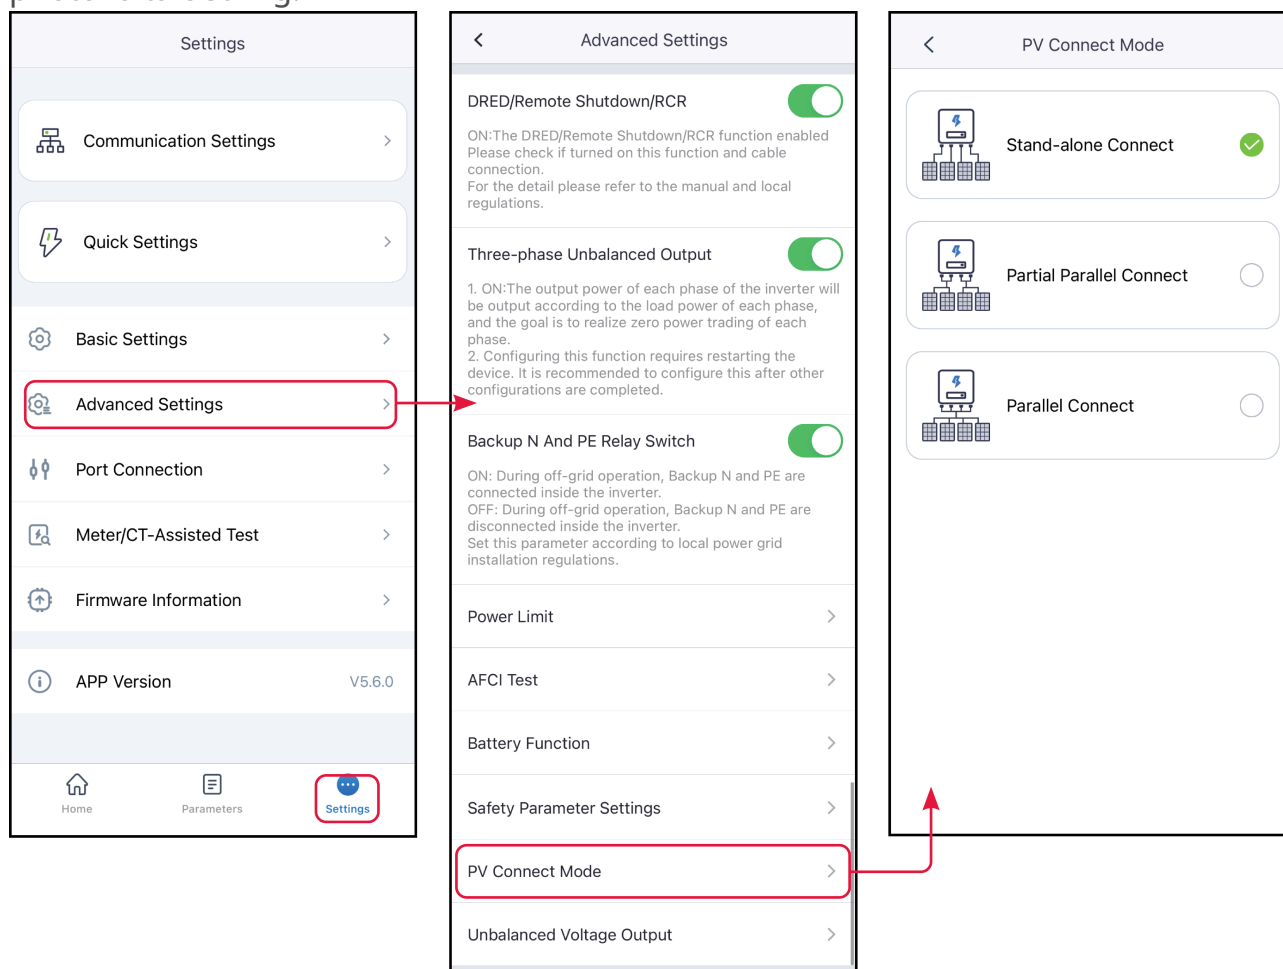 Settings
Communication Settings
Quick Settings
Basic Settings
Advanced Settings
Port Connection
Meter/CT-Assisted Test
Firmware Information
APP Version
V5.6.0
Home
Parameters
Settings
Advanced Settings
DRED/Remote Shutdown/RCR
ON:The DRED/Remote Shutdown/RCR function enabled
Please check if turned on this function and cable
connection.
For the detail please refer to the manual and local
regulations.
Three-phase Unbalanced Output
1. ON:The output power of each phase of the inverter will
be output according to the load power of each phase,
and the goal is to realize zero power trading of each
phase.
2. Configuring this function requires restarting the
device. It is recommended to configure this after other
configurations are completed.
Backup N And PE Relay Switch
ON: During off-grid operation, Backup N and PE are
connected inside the inverter.
OFF: During off-grid operation, Backup N and PE are
disconnected inside the inverter.
Set this parameter according to local power grid
installation regulations.
Power Limit
AFCI Test
Battery Function
Safety Parameter Settings
PV Connect Mode
Unbalanced Voltage Output
PV Connect Mode
Stand-alone Connect
Partial Parallel Connect
Parallel Connect